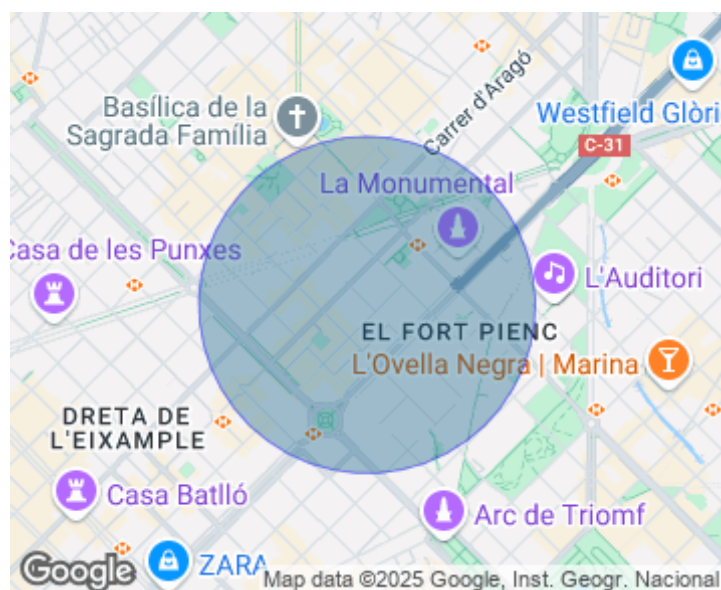 Carrer d'Aragó
Basílica de la
Sagrada Família
Westfield Glòri
C-31
La Monumental
Casa de les Punxes
L'Auditori
EL FORT PIENC
L'Ovella Negra | Marina
DRETA DE
L'EIXAMPLE
Casa Batlló
Arc de Triomf
Google
ZARA
Map data ©2025 Google, Inst. Geogr. Nacional